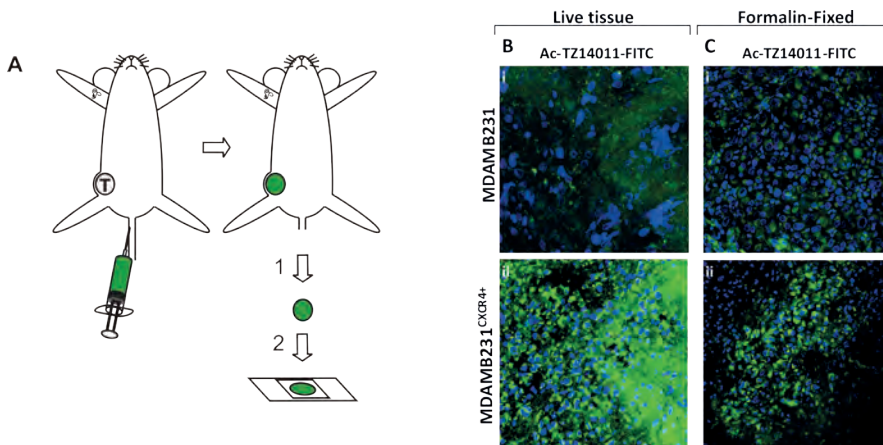 A
T
1
2
Live tissue
Formalin-Fixed
B
Ac-TZ14011-FITC
C
Ac-TZ14011-FITC
MDAMB231
i
i
MDAMB231CXCR4+
ii
ii